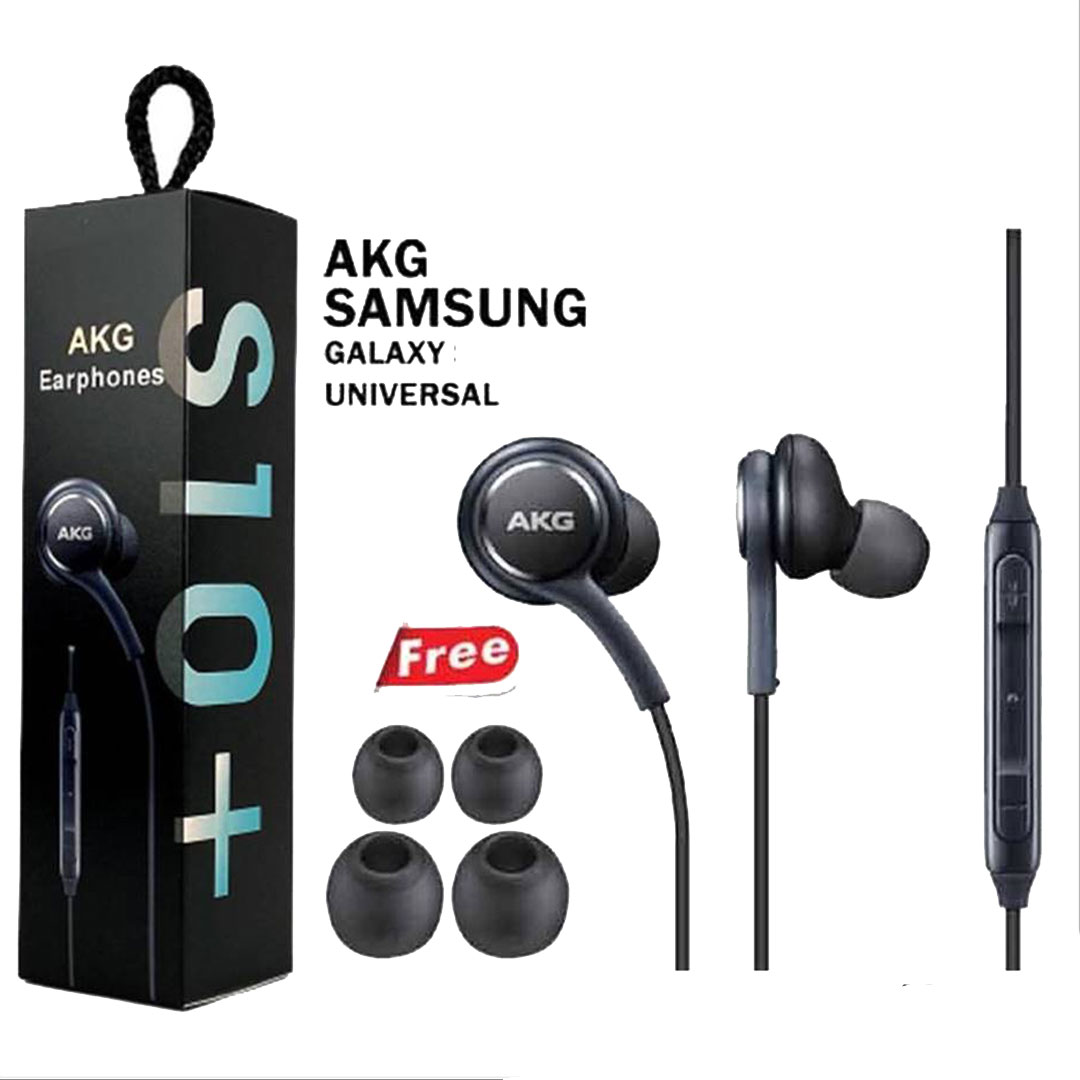 AKG
Earphones
AKG
S10+
AKG
SAMSUNG
GALAXY :
UNIVERSAL
AKG
Free